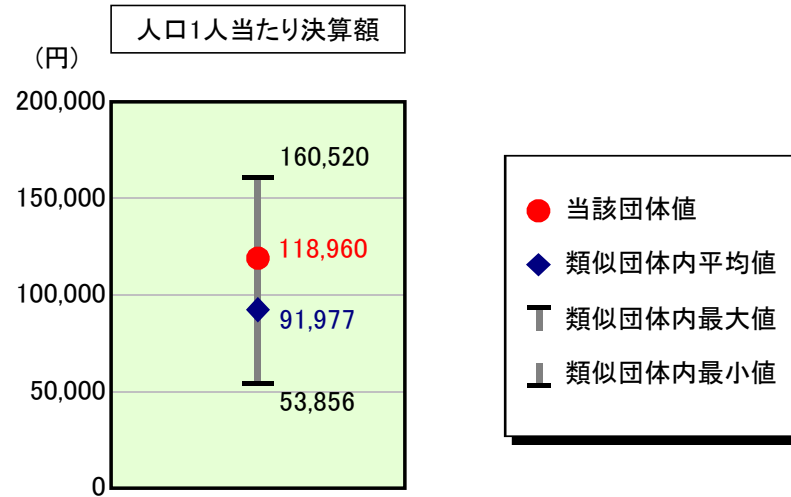 人口1人当たり決算額
（円）
200,000
150,000
100,000
50,000
0
160,520
118,960
91,977
53,856
当該団体値
類似団体内平均値
類似団体内最大値
類似団体内最小値